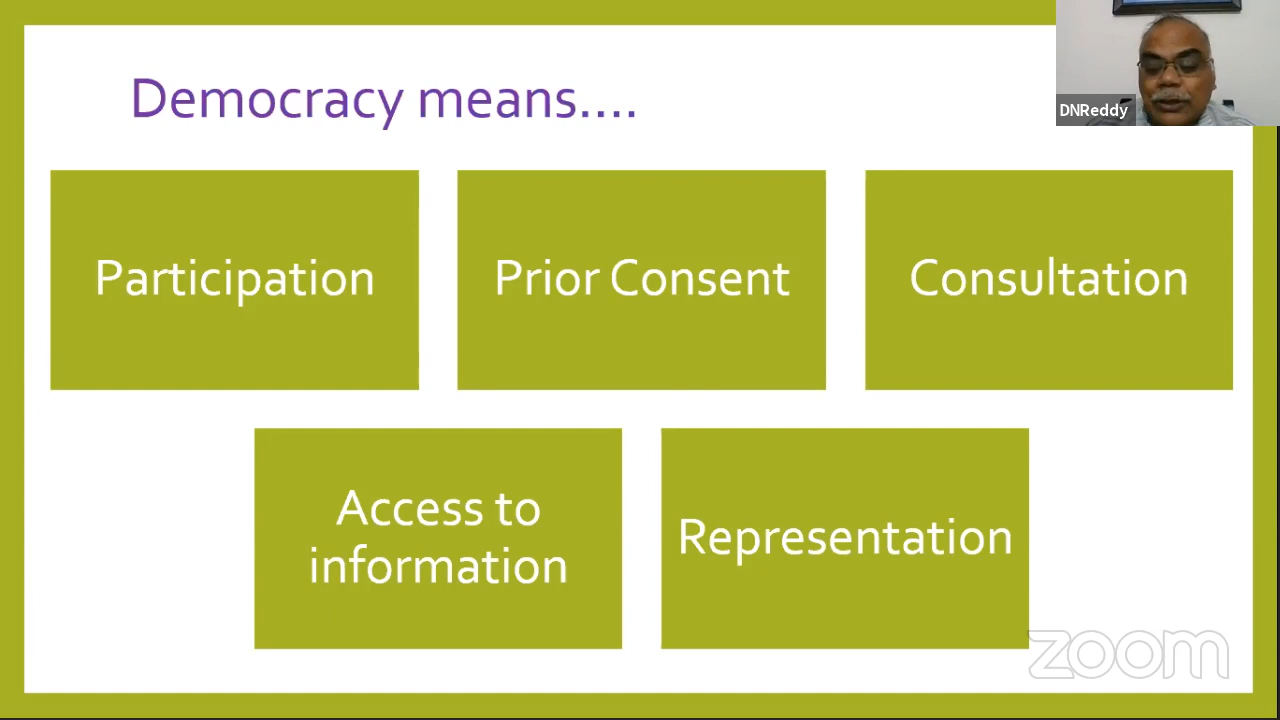 Democracy means....
DNReddy
Participation
Prior Consent
Consultation
Access to
information
Representation
zoom